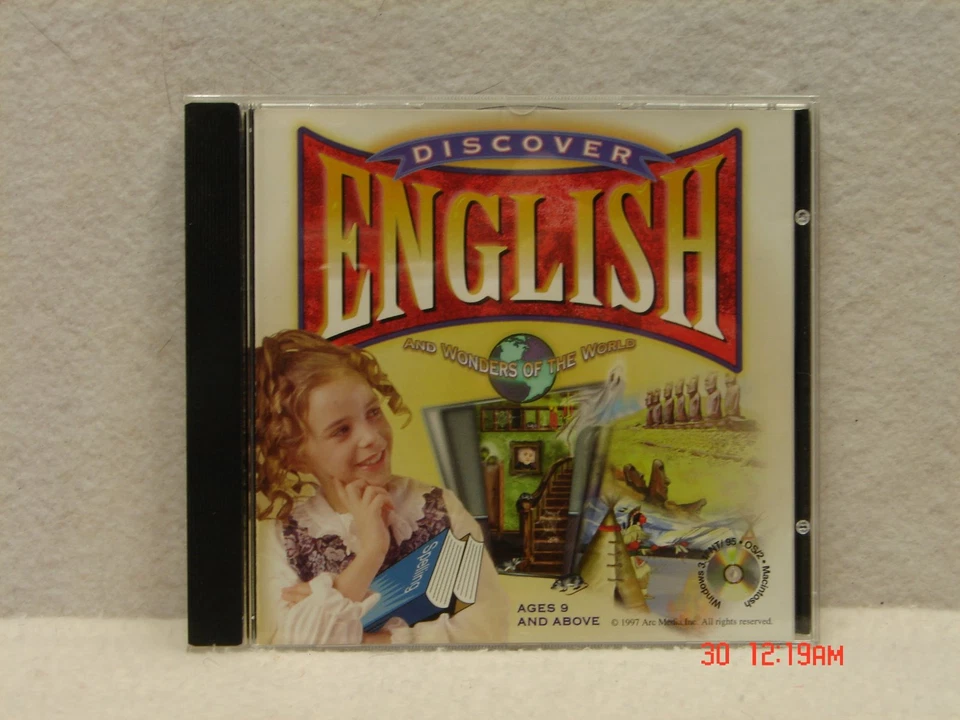 DISCOVER
ENGLISH
AND WONDERS OF THE WORLD
Spelling
Windows 3.1/NT/95 • OS/2 • Macintosh
AGES 9
AND ABOVE
© 1997 Arc Media, Inc. All rights reserved.
30 12:19AM